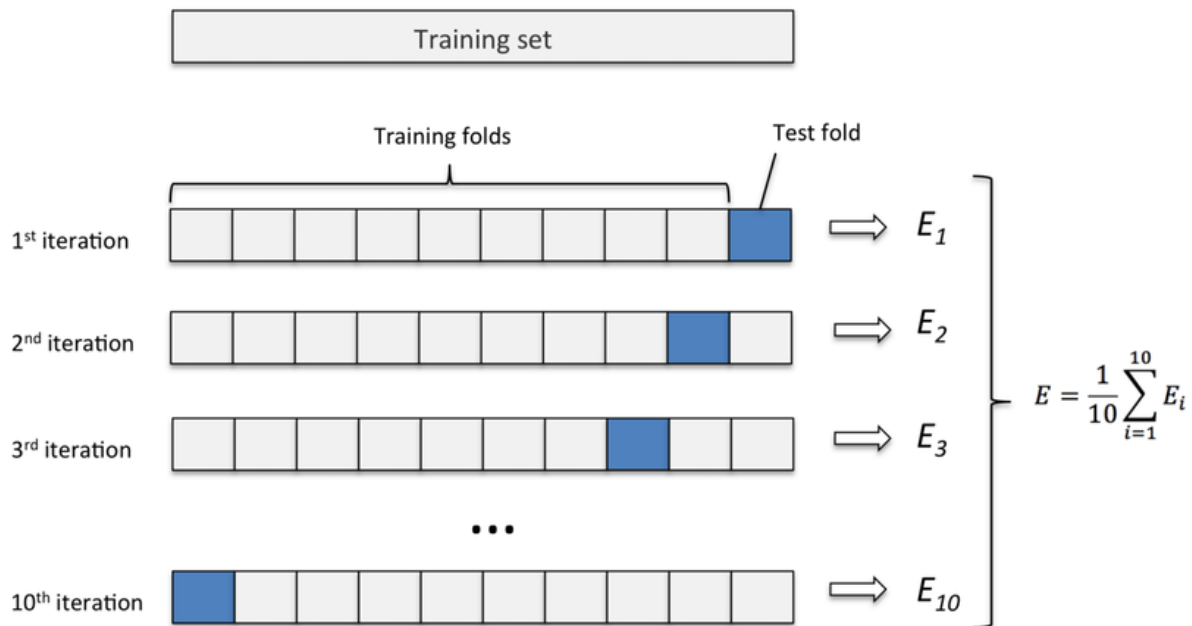 Training set
Training folds
Test fold
1st iteration
E1
2nd iteration
E2
3rd iteration
E3
E = 1/10 10∑i=1 Ei
...
10th iteration
E10